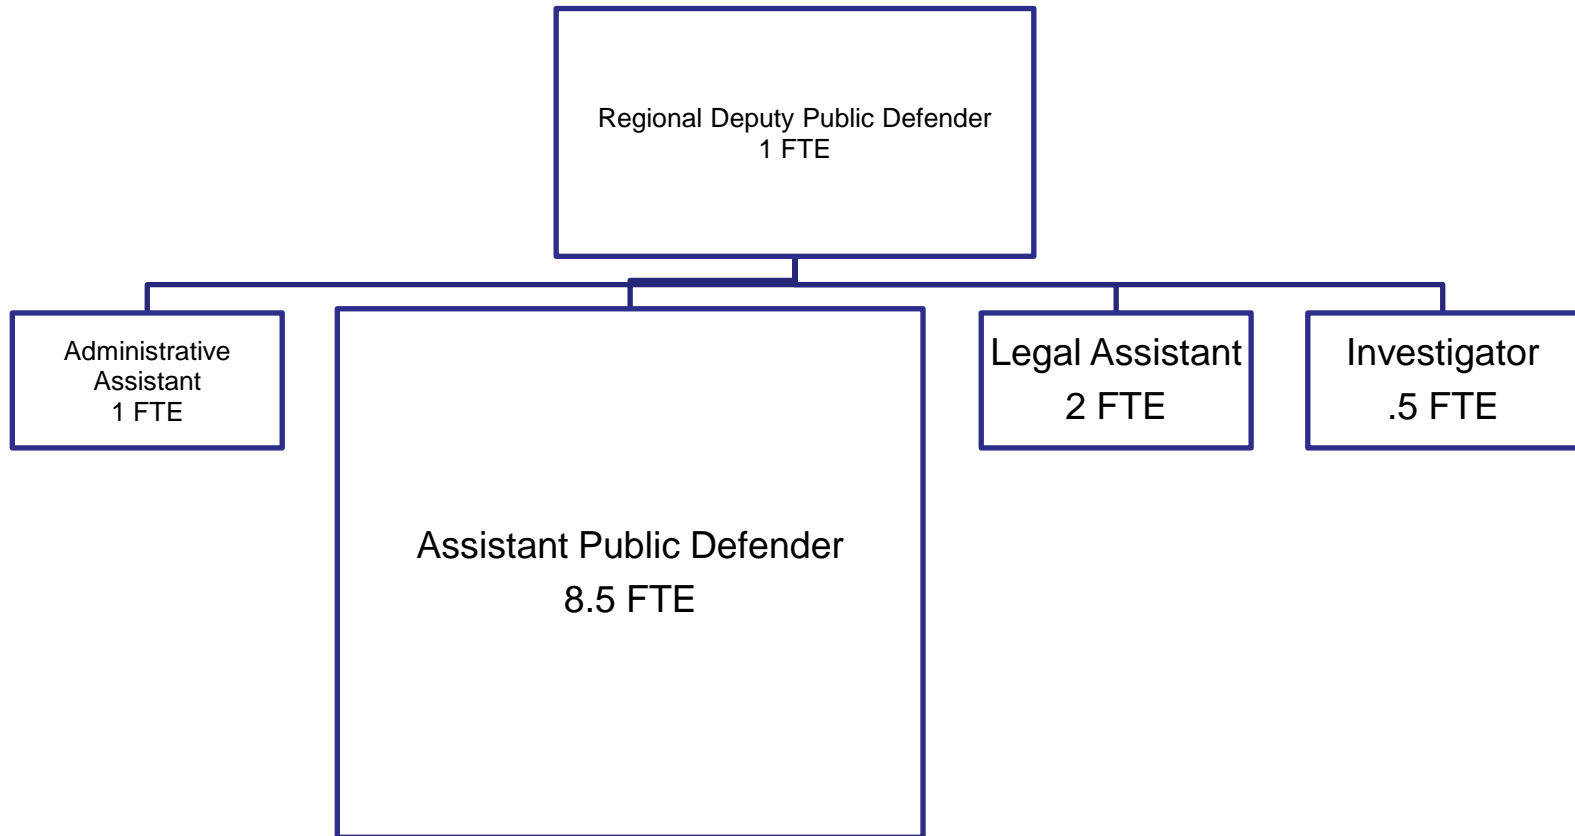 Regional Deputy Public Defender
1 FTE
Administrative
Assistant
1 FTE
Assistant Public Defender
8.5 FTE
Legal Assistant
2 FTE
Investigator
.5 FTE